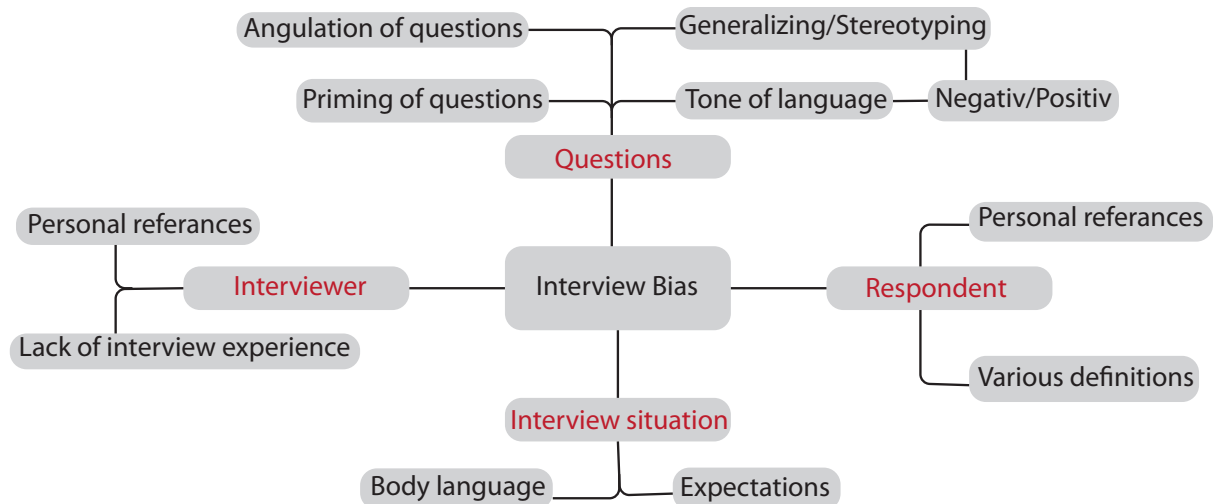 Angulation of questions
Generalizing/Stereotyping
Priming of questions
Tone of language
Negativ/Positiv
Questions
Personal referances
Personal referances
Interviewer
Interview Bias
Respondent
Lack of interview experience
Various definitions
Interview situation
Body language
Expectations